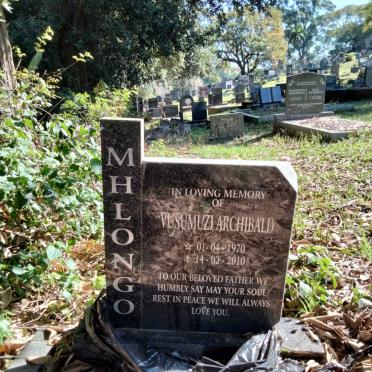 MHLONGO
IN LOVING MEMORY
OF
VUSUMUZI ARCHIBALD
☆ 01-04-1970
✝ 14-02-2010
TO OUR BELOVED FATHER WE
HUMBLY SAY MAY YOUR SOUL
REST IN PEACE WE WILL ALWAYS
LOVE YOU.